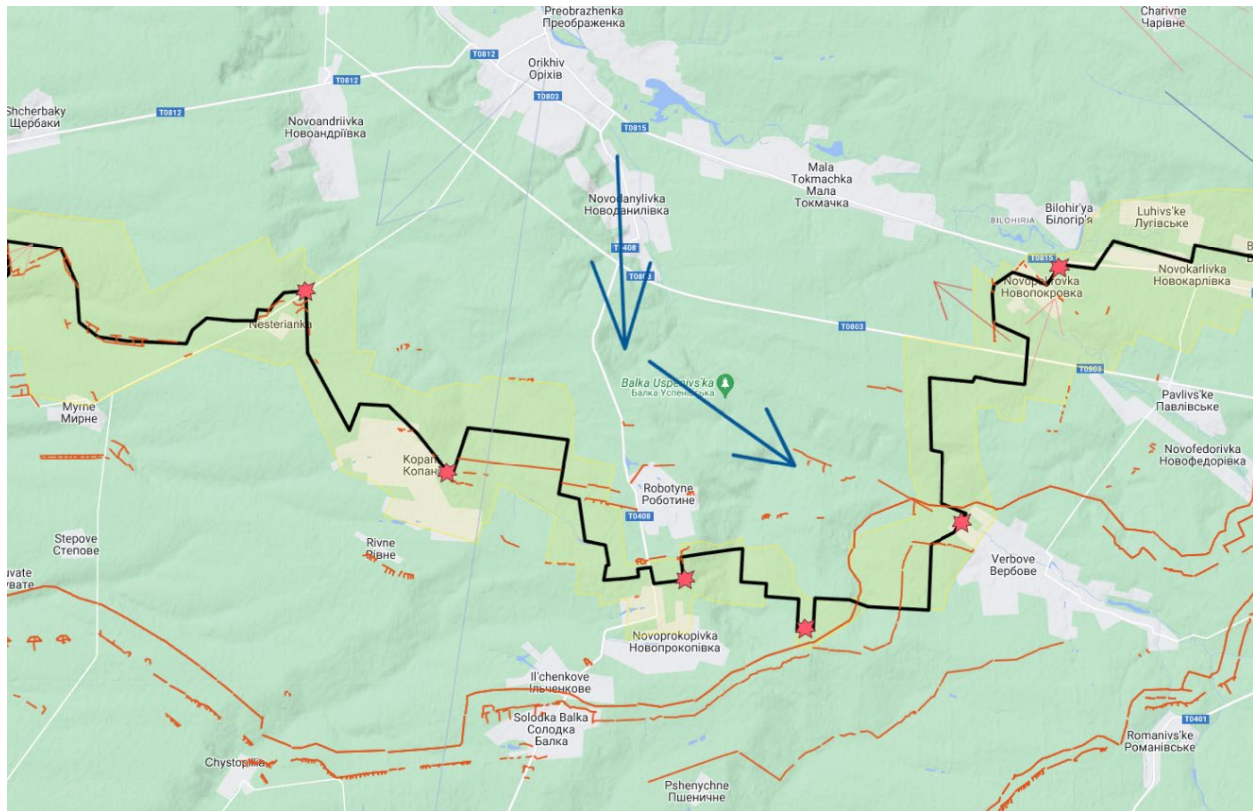 Preobrazhenka
Преображенка
Charivne
Чарівне
T0812
Orikhiv
Оріхів
T0812
T0803
Shcherbaky
Щербаки
T0812
Novoandriivka
Новоандріївка
T0815
Mala
Tokmachka
Мала
Токмачка
Novodanylivka
Новоданилівка
BILOHIRIA
Bilohir'ya
Білогір'я
Luhivs'ke
Лугівське
T0408
T0803
T0815
Novopokrovka
Новопокровка
Novokarlivka
Новокарлівка
Nesterianka
T0803
Balka Uspenivs'ka
Балка Успенівська
T0803
Myrne
Мирне
Pavlivs'ke
Павлівське
Kopani
Копані
Novofedorivka
Новофедорівка
Robotyne
Роботине
T0408
Stepove
Степове
Rivne
Рівне
Verbove
Вербове
uvate
увате
Novoprokopivka
Новопрокопівка
Il'chenkove
Ільченкове
Solodka Balka
Солодка
Балка
T0401
Romanivs'ke
Романівське
Pshenychne
Пшеничне